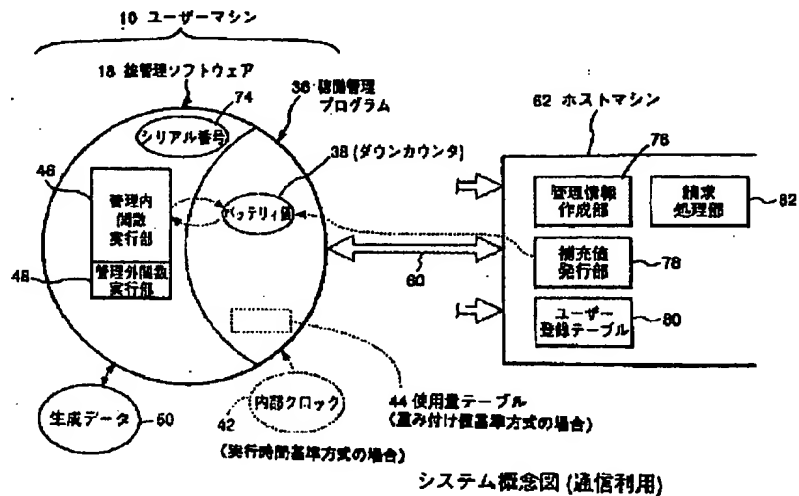 10 ユーザーマシン
18 被管理ソフトウェア
74
36 稼働管理
プログラム
62 ホストマシン
シリアル番号
38 (ダウンカウンタ)
76
46
管理内
関数
実行部
バッテリィ値
管理情報
作成部
請求
処理部
82
48
管理外関数
実行部
60
補充値
発行部
78
ユーザー
登録テーブル
80
生成データ
50
42
内部クロック
44 使用量テーブル
(重み付け値基準方式の場合)
(実行時間基準方式の場合)
システム概念図 (通信利用)